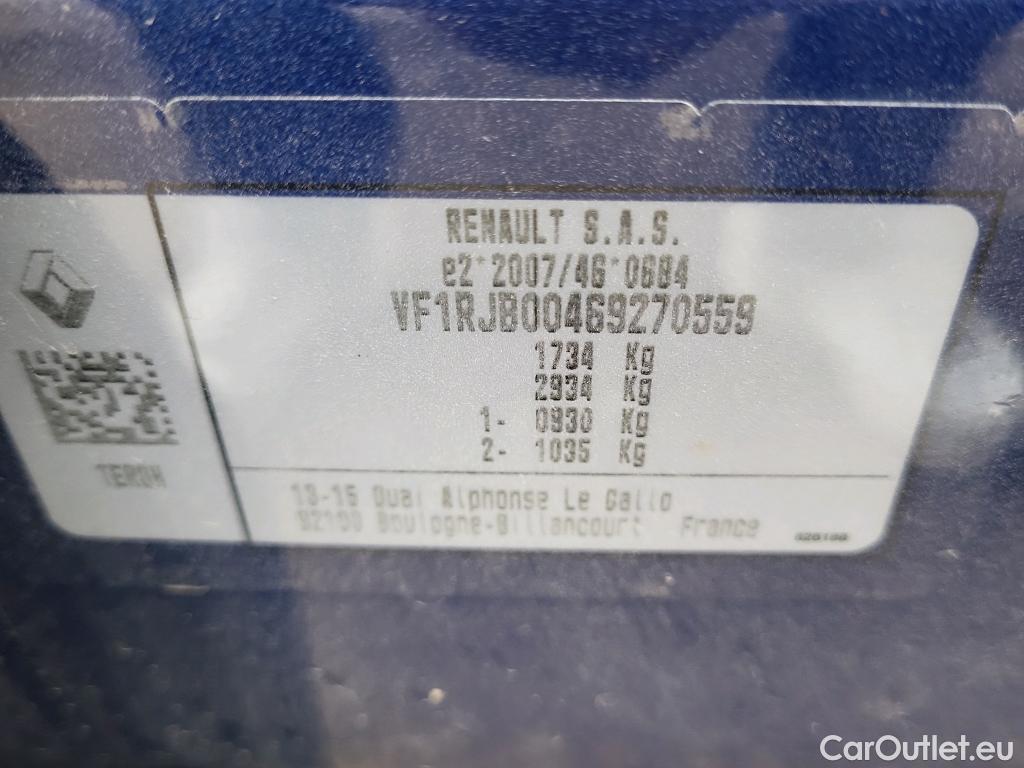 RENAULT S.A.S.
e2*2007/46*0684
VF1RJB00469270559
1734 Kg
2934 Kg
1- 0930 Kg
2- 1035 Kg
13-15 Quai Alphonse Le Gallo
92100 Boulogne-Billancourt France
CarOutlet.eu